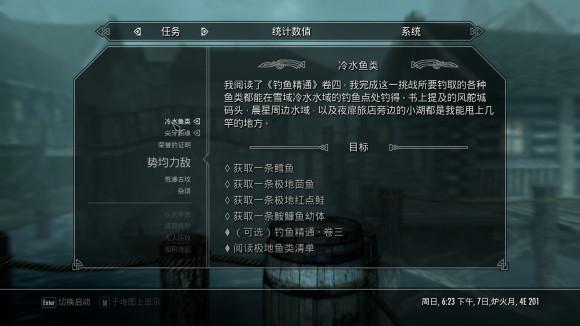 任务 统计数值 系统
冷水鱼类
我阅读了《钓鱼精通》卷四。我完成这一挑战所要钓取的各种
鱼类都能在雪域冷水水域的钓鱼点处钓得。书上提及的风舵城
码头、晨星周边水域，以及夜扉旅店旁边的小湖都是我能甩上几
竿的地方。
目标
获取一条鳕鱼
获取一条极地茴鱼
获取一条极地红点鲑
获取一条鮟鱇鱼幼体
（可选）钓鱼精通，卷三
阅读极地鱼类清单
冷水鱼类
荣誉的证明
势均力敌
荒瀑古坟
杂项
Enter 切换启动 M 于地图上显示
周日, 6:23 下午, 7日,炉火月, 4E 201